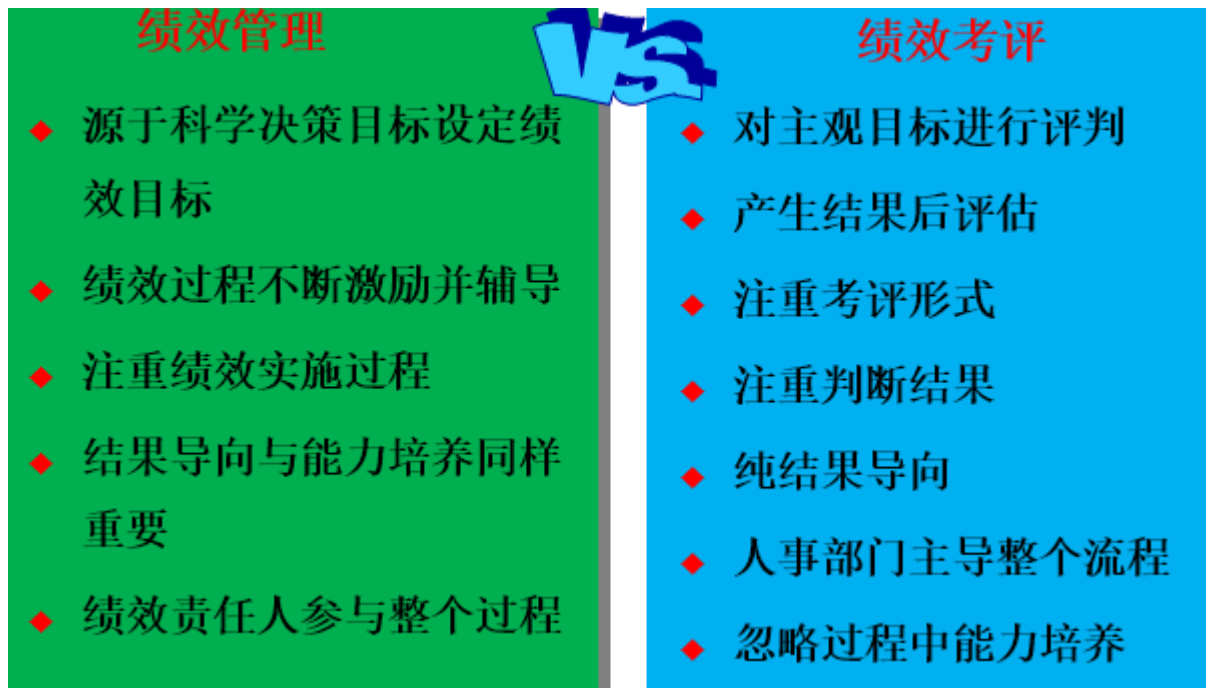 绩效管理
源于科学决策目标设定绩
效目标
绩效过程不断激励并辅导
注重绩效实施过程
结果导向与能力培养同样
重要
绩效责任人参与整个过程
VS
绩效考评
对主观目标进行评判
产生结果后评估
注重考评形式
注重判断结果
纯结果导向
人事部门主导整个流程
忽略过程中能力培养